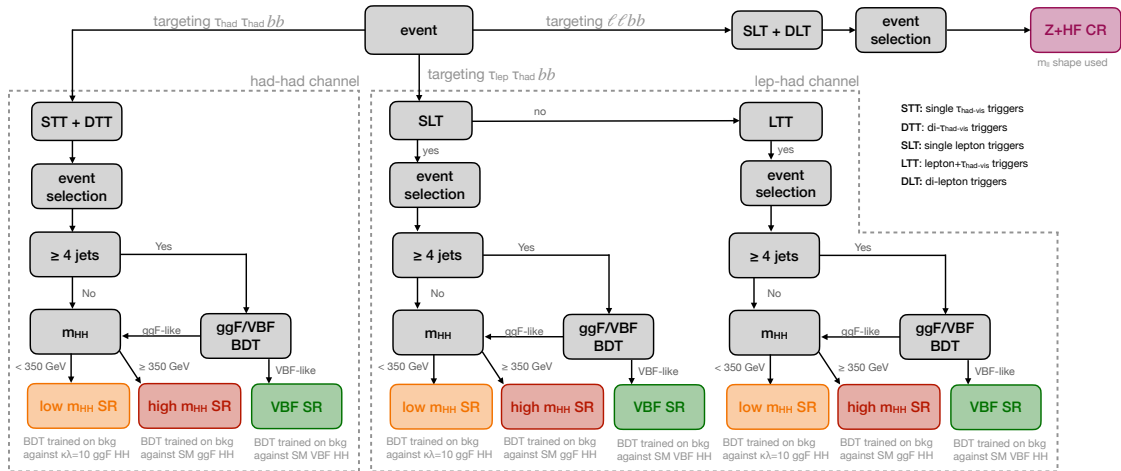 targeting τhad τhad bb
event
targeting ℓℓbb
SLT + DLT
event
selection
Z+HF CR
mℓℓ shape used
targeting τlep τhad bb
had-had channel
lep-had channel
STT + DTT
SLT
no
LTT
STT: single τhad-vis triggers
DTT: di-τhad-vis triggers
SLT: single lepton triggers
LTT: lepton+τhad-vis triggers
DLT: di-lepton triggers
yes
yes
event
selection
event
selection
event
selection
≥ 4 jets
Yes
≥ 4 jets
Yes
≥ 4 jets
Yes
No
No
No
mHH
ggF-like
ggF/VBF
BDT
mHH
ggF-like
ggF/VBF
BDT
mHH
ggF-like
ggF/VBF
BDT
< 350 GeV
≥ 350 GeV
VBF-like
< 350 GeV
≥ 350 GeV
VBF-like
< 350 GeV
≥ 350 GeV
VBF-like
low mHH SR
high mHH SR
VBF SR
low mHH SR
high mHH SR
VBF SR
low mHH SR
high mHH SR
VBF SR
BDT trained on bkg
against κλ=10 ggF HH
BDT trained on bkg
against SM ggF HH
BDT trained on bkg
against SM VBF HH
BDT trained on bkg
against κλ=10 ggF HH
BDT trained on bkg
against SM ggF HH
BDT trained on bkg
against SM VBF HH
BDT trained on bkg
against κλ=10 ggF HH
BDT trained on bkg
against SM ggF HH
BDT trained on bkg
against SM VBF HH